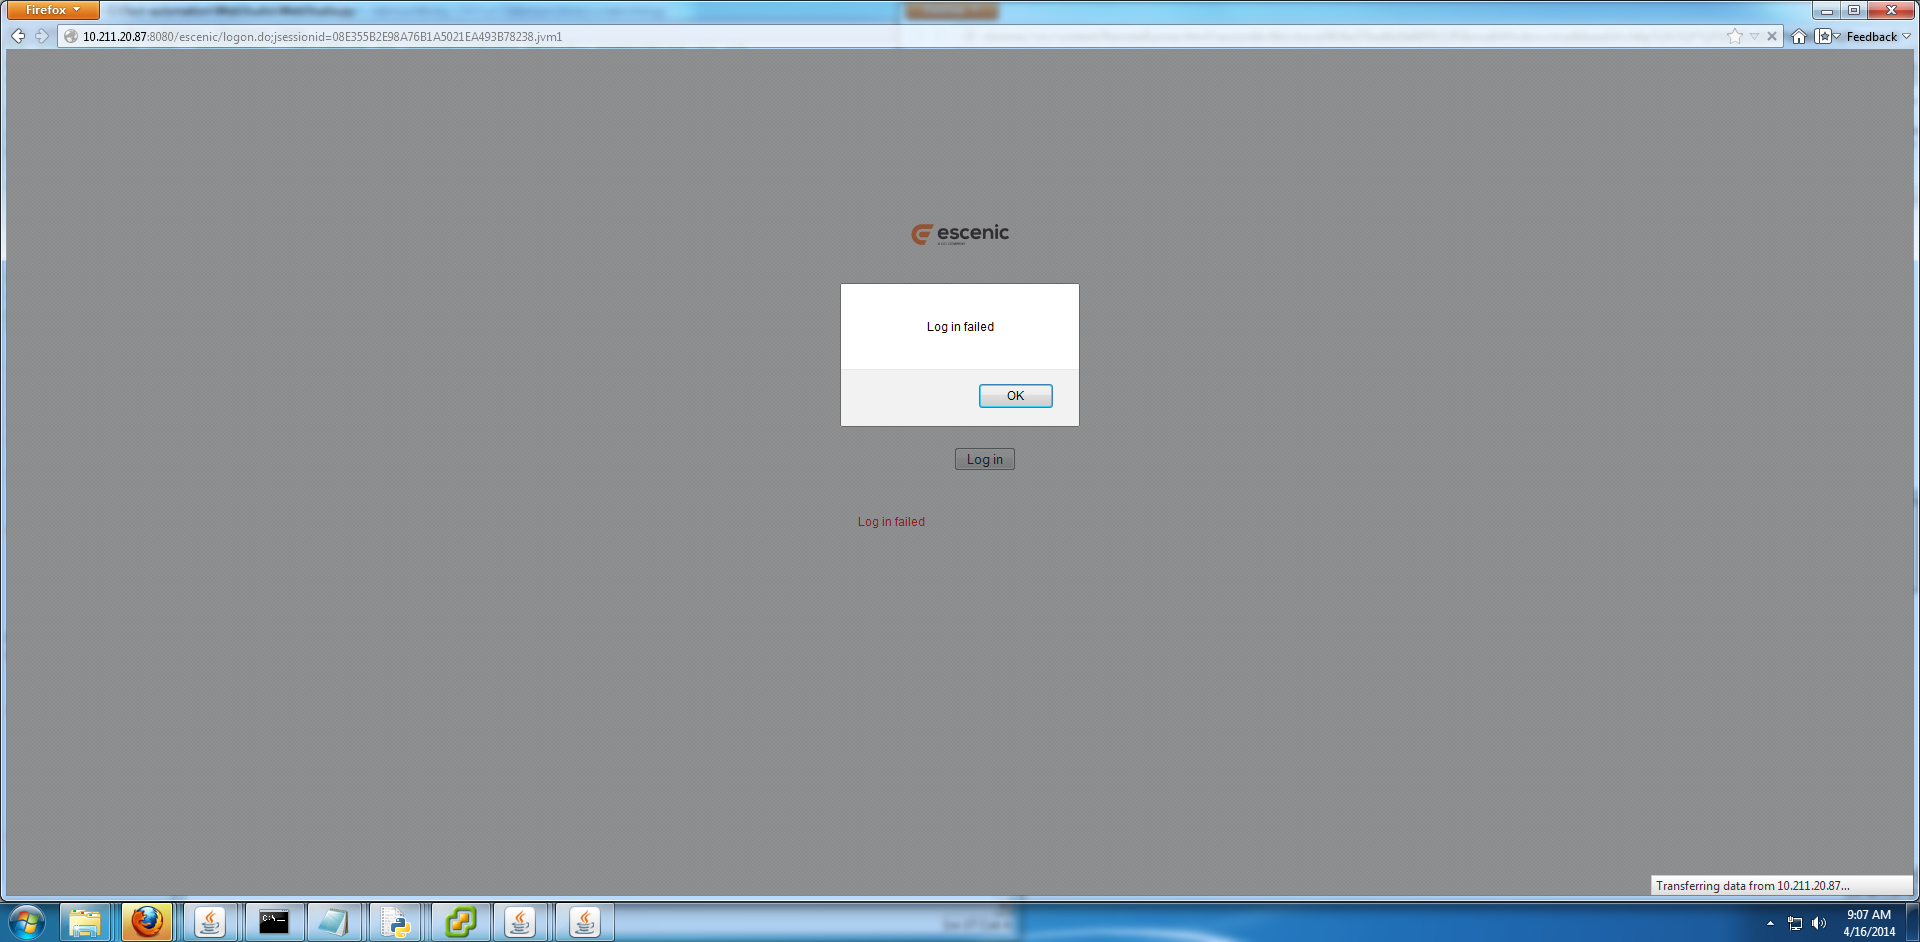 Firefox
10.211.20.87:8080/escenic/logon.do;jsessionid=08E355B2E98A76B1A5021EA493B78238.jvm1
Feedback
escenic
Log in failed
OK
Log in
Log in failed
Transferring data from 10.211.20.87...
C:\_
9:07 AM
4/16/2014